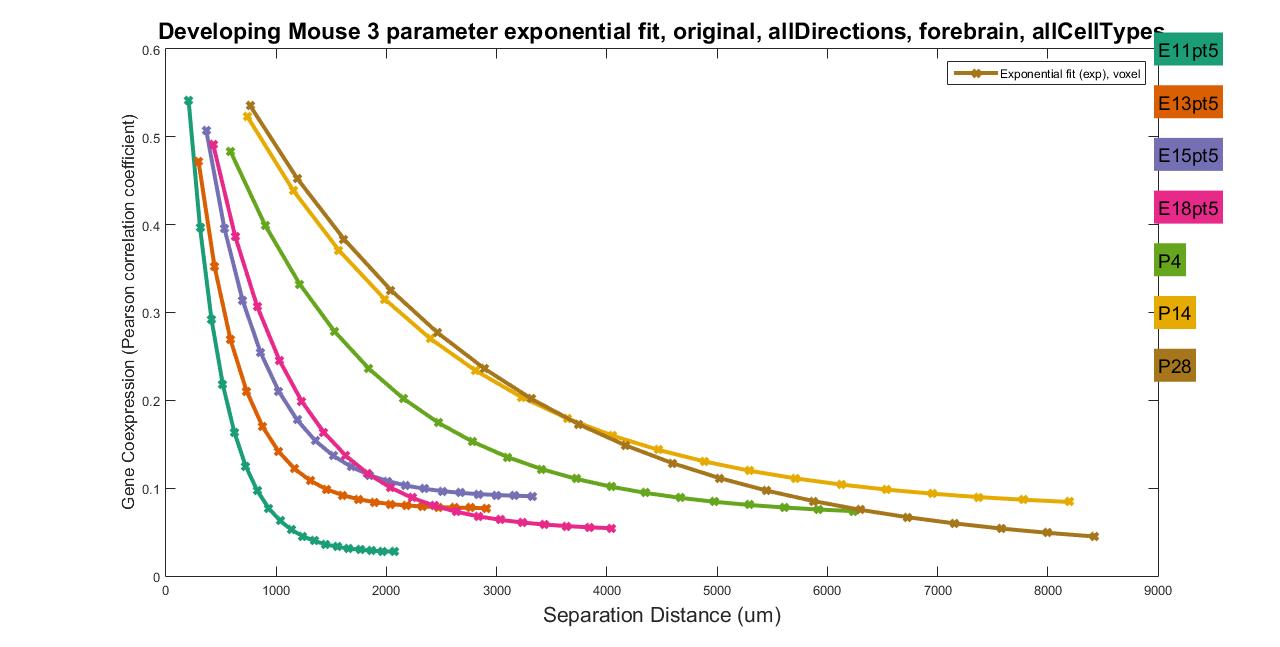 Developing Mouse 3 parameter exponential fit, original, allDirections, forebrain, allCellTypes
Exponential fit (exp), voxel
E11pt5
E13pt5
E15pt5
E18pt5
P4
P14
P28
Gene Coexpression (Pearson correlation coefficient)
0.6
0.5
0.4
0.3
0.2
0.1
0
0 1000 2000 3000 4000 5000 6000 7000 8000 9000
Separation Distance (um)